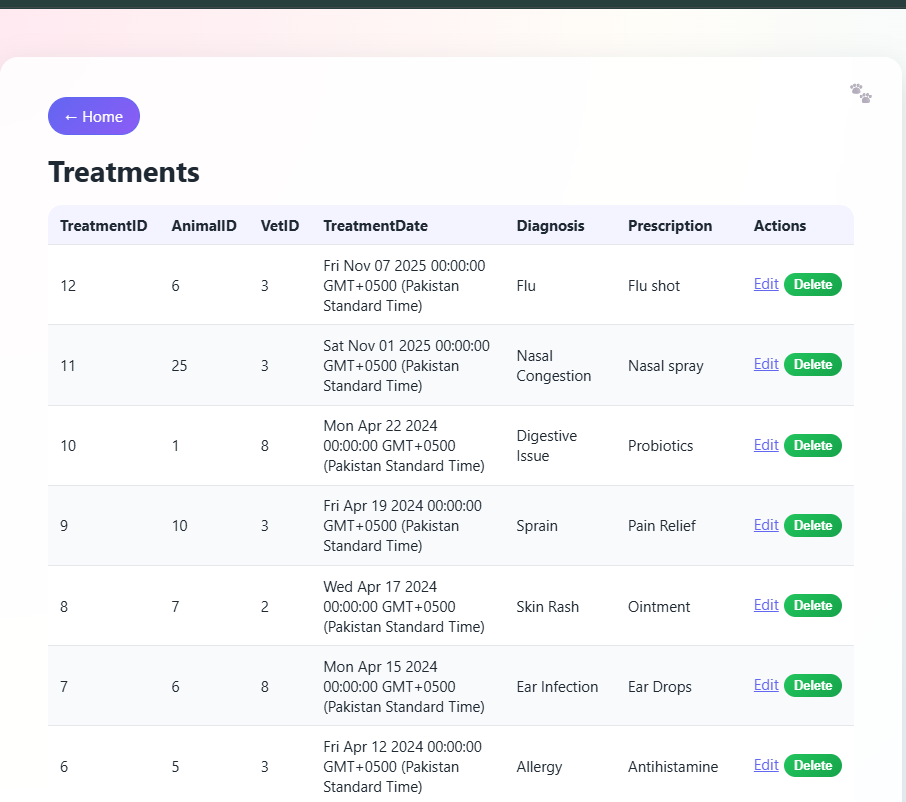 ← Home
Treatments
TreatmentID AnimalID VetID TreatmentDate Diagnosis Prescription Actions
12 6 3 Fri Nov 07 2025 00:00:00 GMT+0500 (Pakistan Standard Time) Flu Flu shot Edit Delete
11 25 3 Sat Nov 01 2025 00:00:00 GMT+0500 (Pakistan Standard Time) Nasal Congestion Nasal spray Edit Delete
10 1 8 Mon Apr 22 2024 00:00:00 GMT+0500 (Pakistan Standard Time) Digestive Issue Probiotics Edit Delete
9 10 3 Fri Apr 19 2024 00:00:00 GMT+0500 (Pakistan Standard Time) Sprain Pain Relief Edit Delete
8 7 2 Wed Apr 17 2024 00:00:00 GMT+0500 (Pakistan Standard Time) Skin Rash Ointment Edit Delete
7 6 8 Mon Apr 15 2024 00:00:00 GMT+0500 (Pakistan Standard Time) Ear Infection Ear Drops Edit Delete
6 5 3 Fri Apr 12 2024 00:00:00 GMT+0500 (Pakistan Standard Time) Allergy Antihistamine Edit Delete